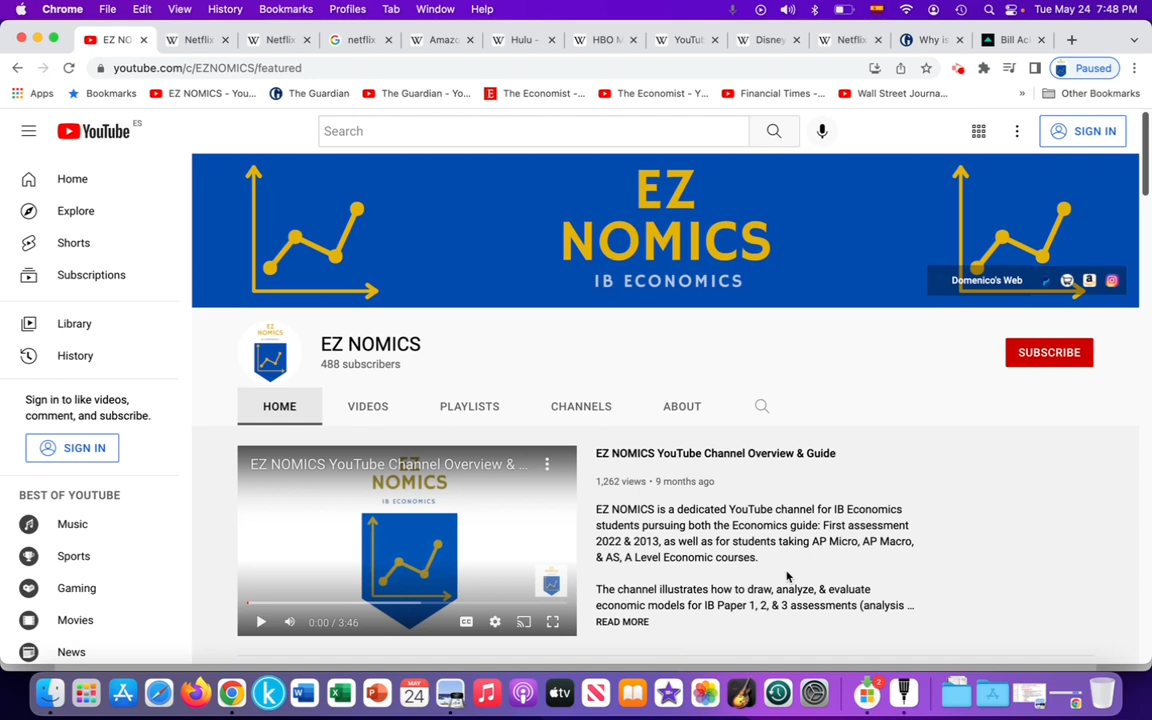 Chrome File Edit View History Bookmarks Profiles Tab Window Help Tue May 24 7:48 PM
EZ NO Netflix Netflix netflix Amazo Hulu - HBO M YouTu Disney Netflix Why is Bill Ac
youtube.com/c/EZNOMICS/featured Paused
Apps Bookmarks EZ NOMICS - You... The Guardian The Guardian - Yo... The Economist -... The Economist - Y... Financial Times -... Wall Street Journa... » Other Bookmarks
YouTube ES Search SIGN IN
Home
Explore
Shorts
Subscriptions
Library
History
Sign in to like videos,
comment, and subscribe.
SIGN IN
BEST OF YOUTUBE
Music
Sports
Gaming
Movies
News
EZ
NOMICS
IB ECONOMICS
Domenico's Web
EZ NOMICS
IB ECONOMICS
EZ NOMICS
488 subscribers
SUBSCRIBE
HOME VIDEOS PLAYLISTS CHANNELS ABOUT
EZ NOMICS YouTube Channel Overview & ...
NOMICS
IB ECONOMICS
0:00 / 3:46
CC
EZ NOMICS YouTube Channel Overview & Guide
1,262 views • 9 months ago
EZ NOMICS is a dedicated YouTube channel for IB Economics
students pursuing both the Economics guide: First assessment
2022 & 2013, as well as for students taking AP Micro, AP Macro,
& AS, A Level Economic courses.
The channel illustrates how to draw, analyze, & evaluate
economic models for IB Paper 1, 2, & 3 assessments (analysis ...
READ MORE
MAY
24
tv
2